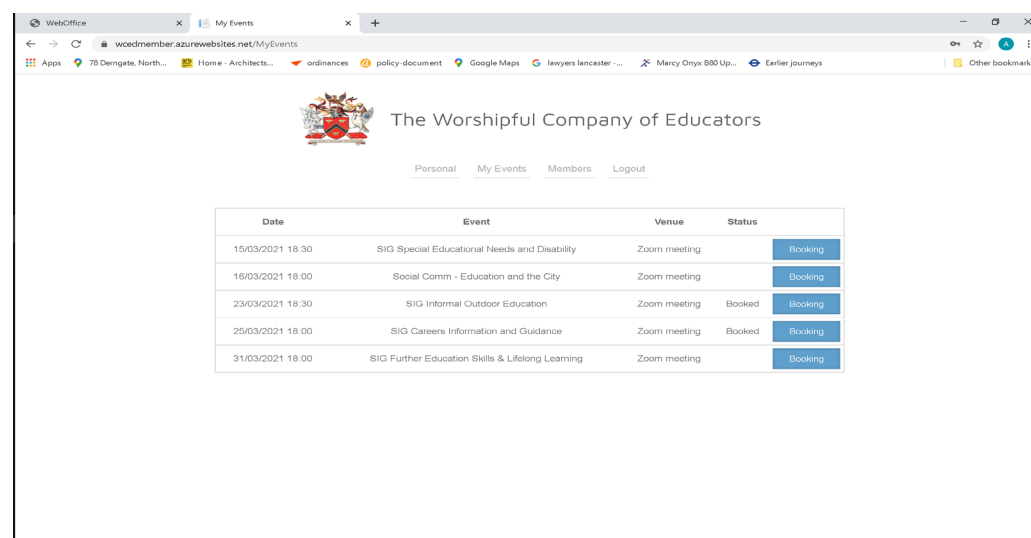 WebOffice
My Events
wcedmember.azurewebsites.net/MyEvents
Apps 78 Derngate, North... Home - Architects... ordinances policy-document Google Maps lawyers lancaster -... Marcy Onyx B80 Up... Earlier journeys Other bookmark
A
The Worshipful Company of Educators
Personal My Events Members Logout
Date Event Venue Status
15/03/2021 18:30 SIG Special Educational Needs and Disability Zoom meeting Booking
16/03/2021 18:00 Social Comm - Education and the City Zoom meeting Booking
23/03/2021 18:30 SIG Informal Outdoor Education Zoom meeting Booked Booking
25/03/2021 18:00 SIG Careers Information and Guidance Zoom meeting Booked Booking
31/03/2021 18:00 SIG Further Education Skills & Lifelong Learning Zoom meeting Booking